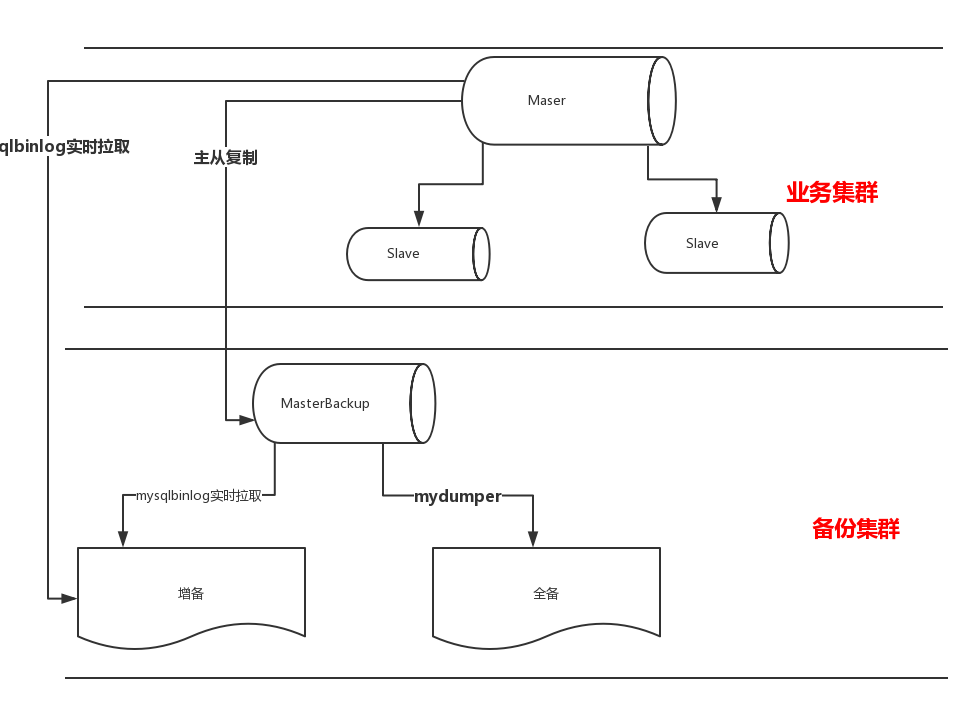 Maser
qlbinlog实时拉取
主从复制
业务集群
Slave
Slave
MasterBackup
mysqlbinlog实时拉取
mydumper
备份集群
增备
全备